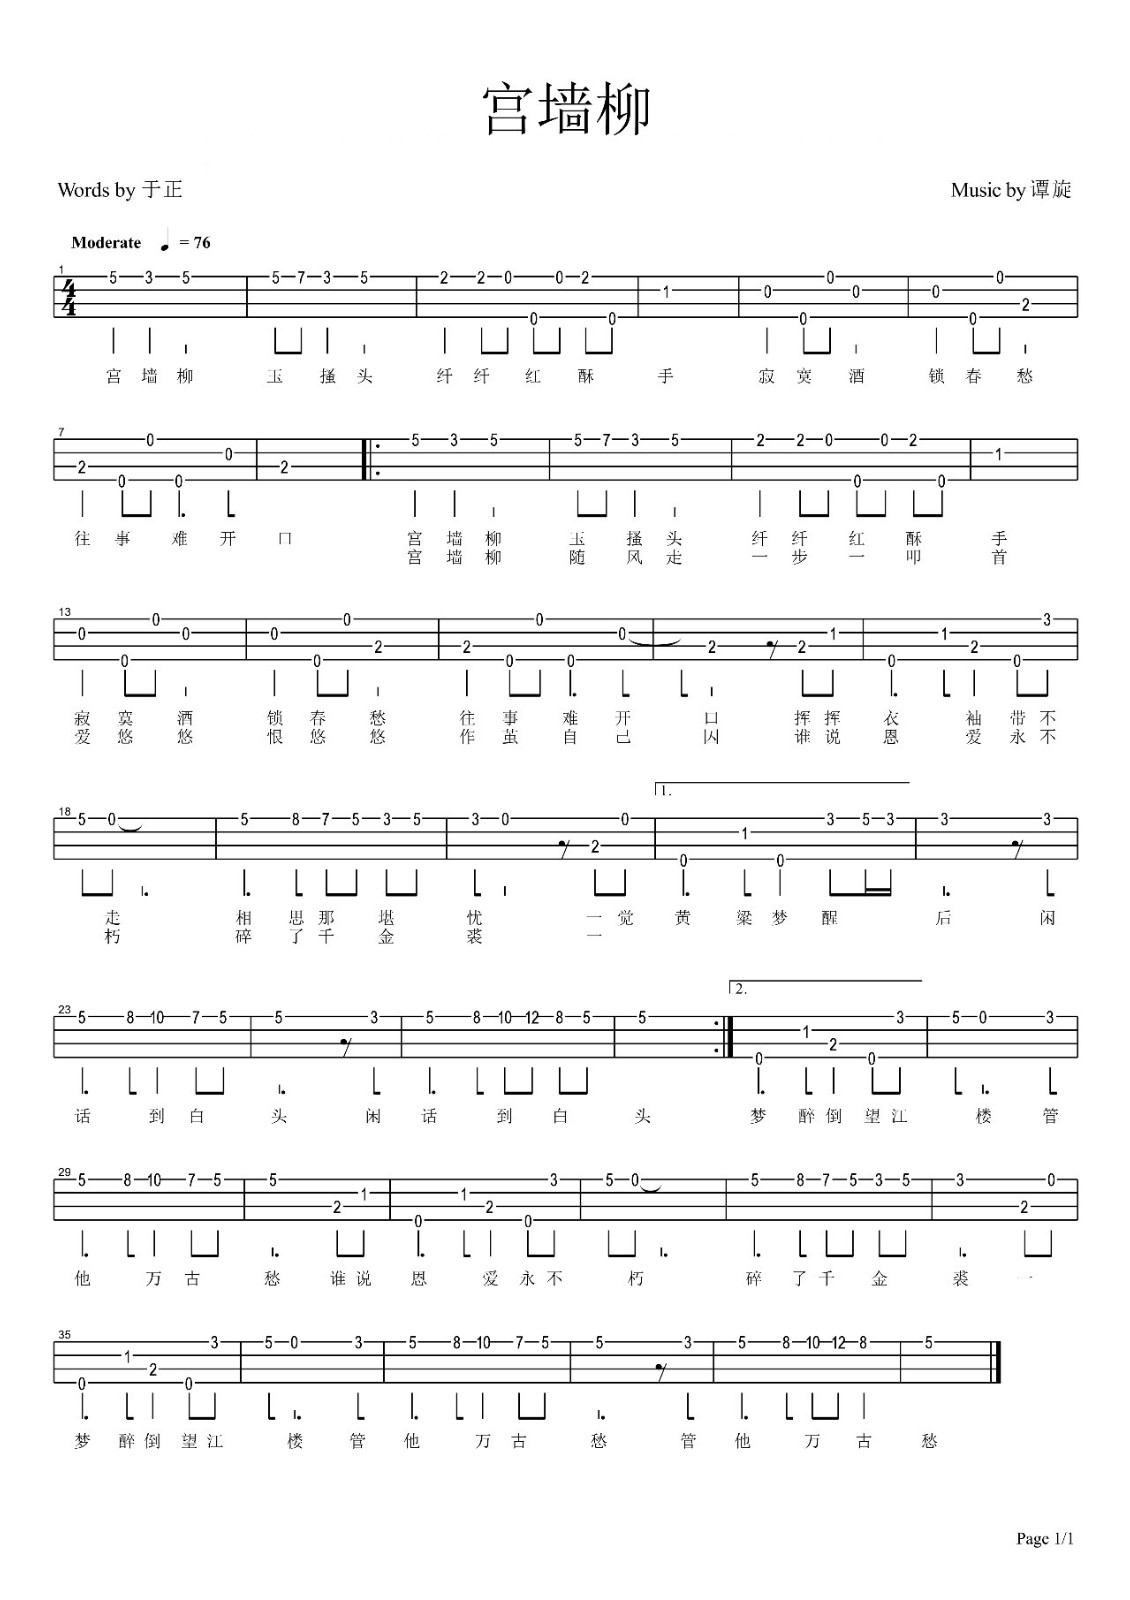 宫墙柳
Words by 于正
Music by 谭旋
Moderate = 76
1
4
4
5 3 5 5 7 3 5 2 2 0 0 0 2 0 1 0 0 0 0 0 0 0 2
宫 墙 柳 玉 搔 头 纤 纤 红 酥 手 寂 寞 酒 锁 春 愁
7
2 0 0 0 0 2 5 3 5 5 7 3 5 2 2 0 0 0 2 0 1
往 事 难 开 口 宫 墙 柳 玉 搔 头 纤 纤 红 酥 手
宫 墙 柳 随 风 走 一 步 一 叩 首
13
0 0 0 0 0 0 0 2 2 0 0 0 0 2 2 1 0 1 2 0 3
寂 寞 酒 锁 春 愁 往 事 难 开 口 挥 挥 衣 袖 带 不
爱 悠 悠 恨 悠 悠 作 茧 自 己 囚 谁 说 恩 爱 永 不
1.
18
5 0 5 8 7 5 3 5 3 0 2 0 0 1 0 3 5 3 3 3
走 相 思 那 堪 忧 一 觉 黄 粱 梦 醒 后 闲
朽 碎 了 千 金 裘 一
2.
23
5 8 10 7 5 5 3 5 8 10 12 8 5 5 0 1 2 0 3 5 0 3
话 到 白 头 闲 话 到 白 头 梦 醉 倒 望 江 楼 管
29
5 8 10 7 5 5 2 1 0 1 2 0 3 5 0 5 8 7 5 3 5 3 2 0
他 万 古 愁 谁 说 恩 爱 永 不 朽 碎 了 千 金 裘 一
35
0 1 2 0 3 5 0 3 5 8 10 7 5 5 3 5 8 10 12 8 5
梦 醉 倒 望 江 楼 管 他 万 古 愁 管 他 万 古 愁
Page 1/1